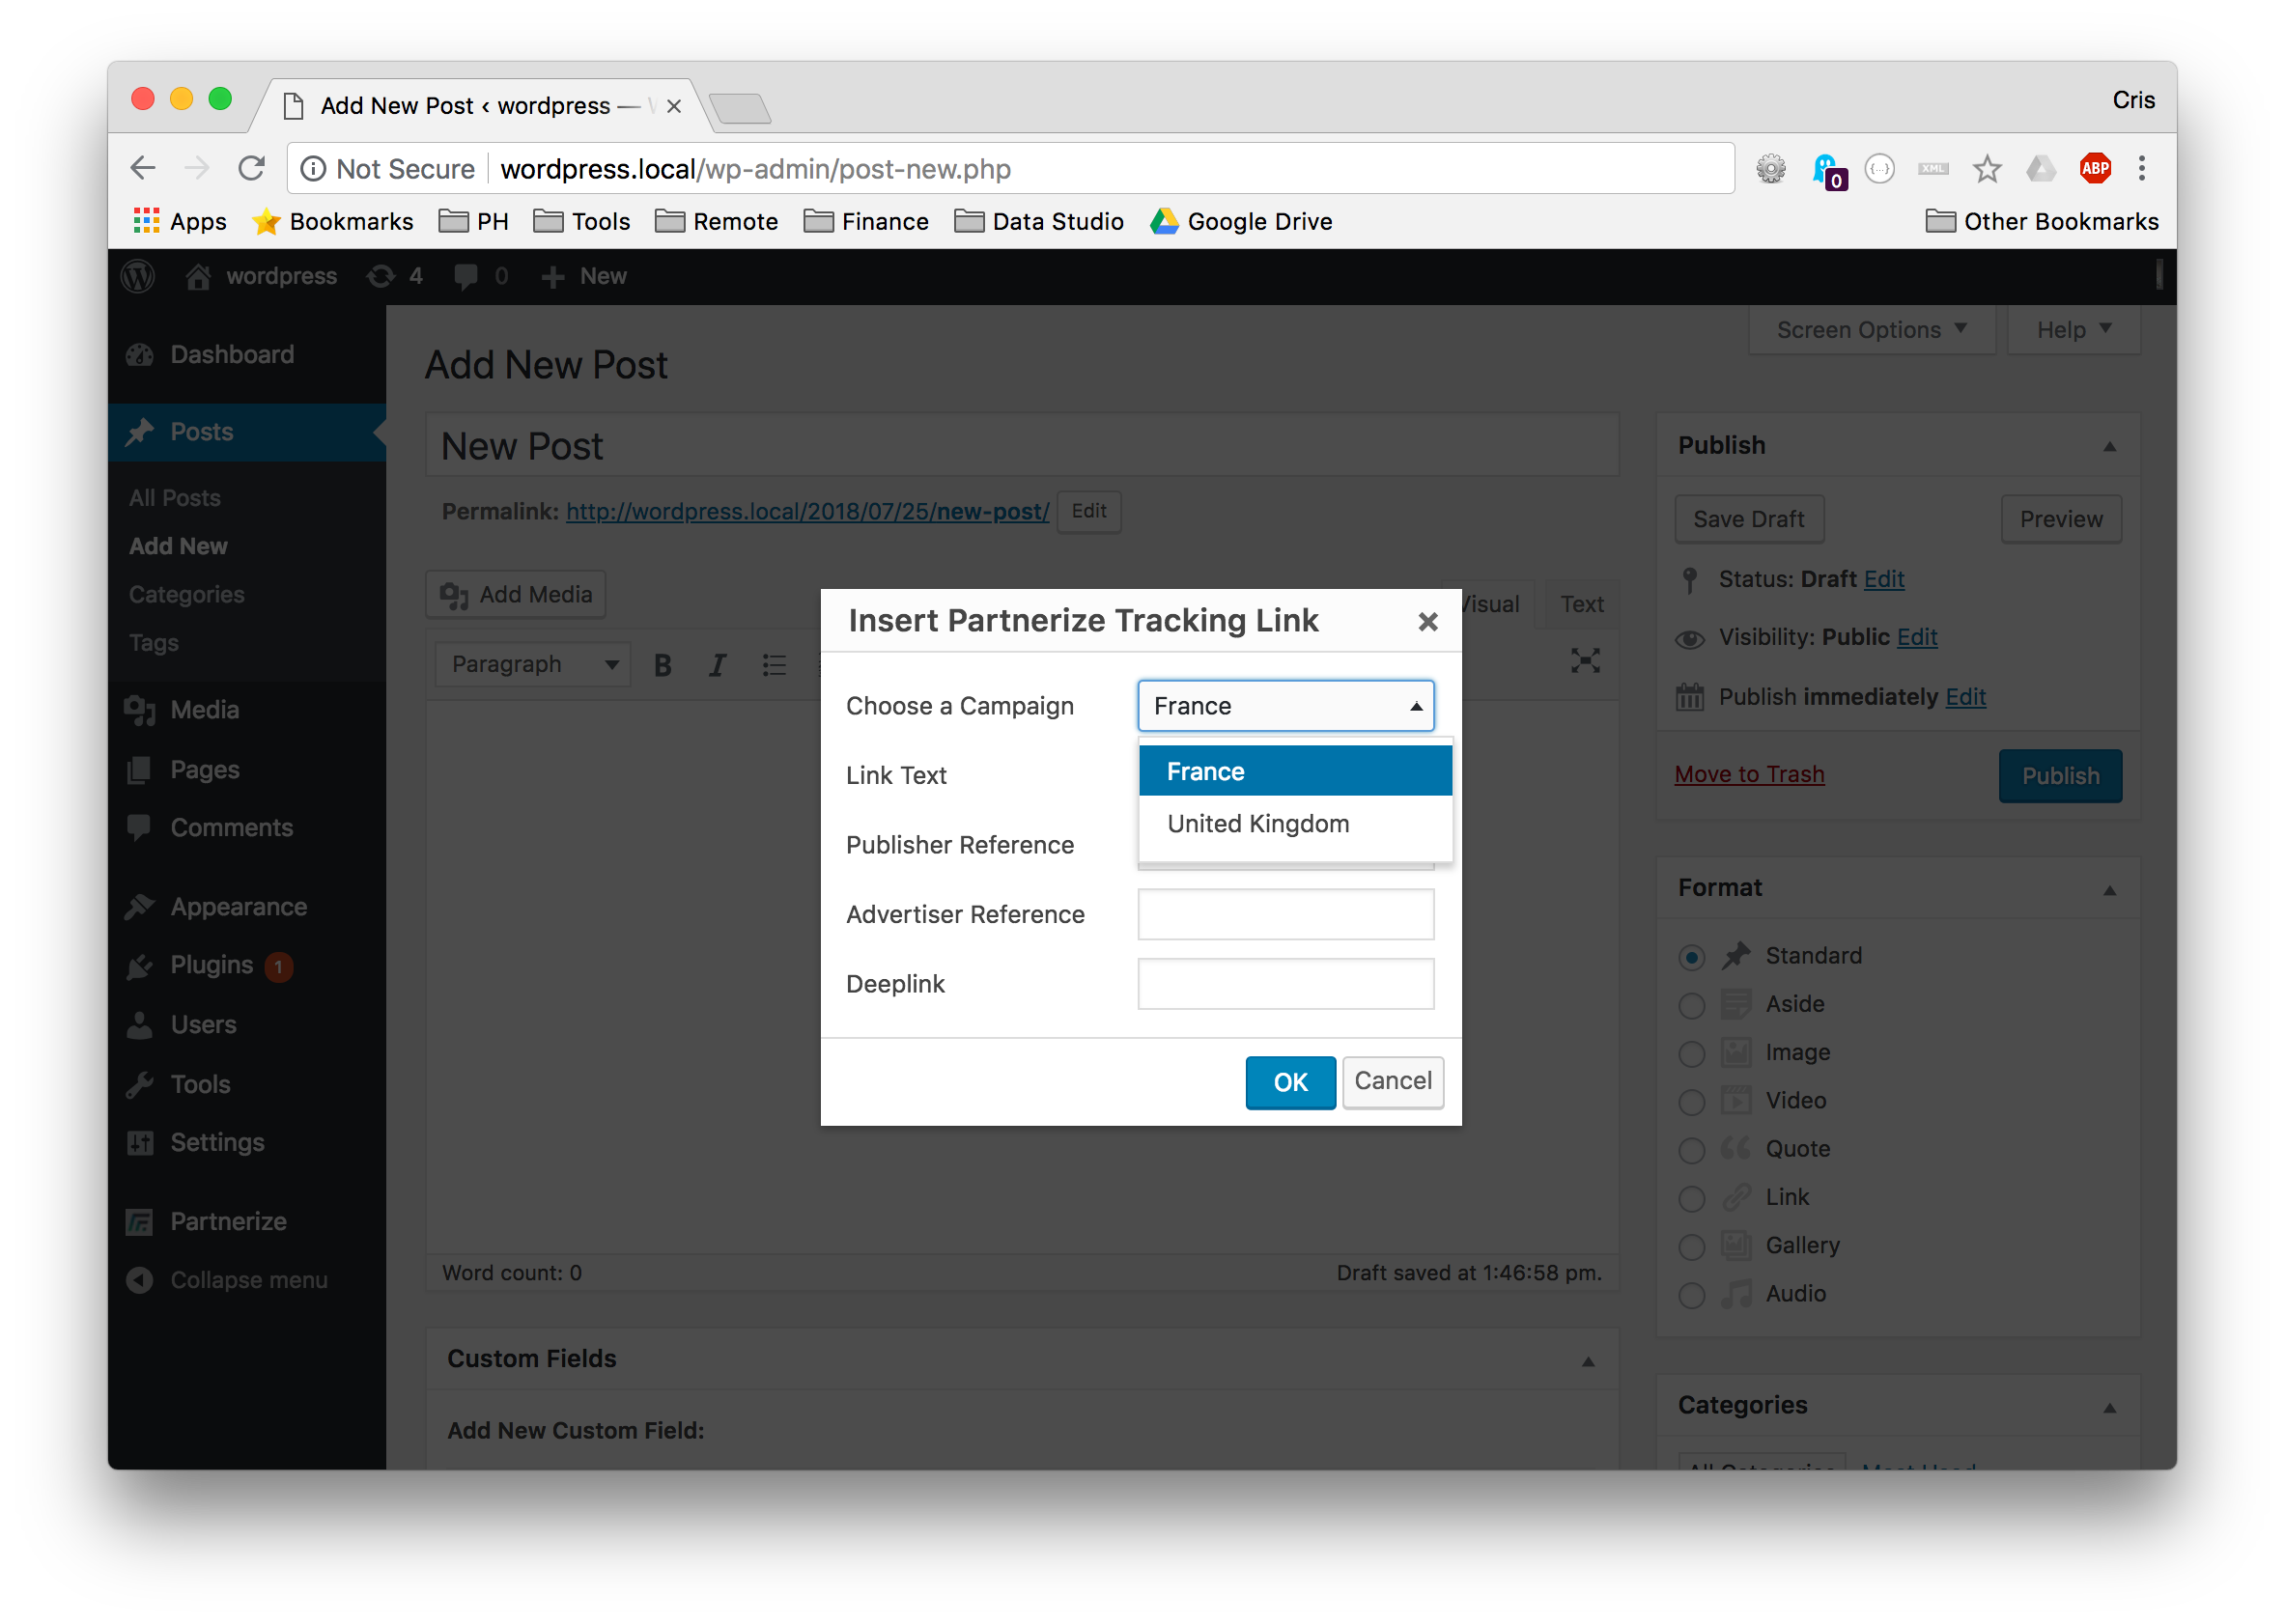 Add New Post ‹ wordpress —
Cris
Not Secure
wordpress.local/wp-admin/post-new.php
0
XML
ABP
Apps
Bookmarks
PH
Tools
Remote
Finance
Data Studio
Google Drive
Other Bookmarks
wordpress
4
0
New
Screen Options
Help
Dashboard
Posts
All Posts
Add New
Categories
Tags
Media
Pages
Comments
Appearance
Plugins 1
Users
Tools
Settings
Partnerize
Collapse menu
Add New Post
New Post
Permalink: http://wordpress.local/2018/07/25/new-post/ Edit
Add Media
Visual
Text
Paragraph
B
I
Insert Partnerize Tracking Link
Choose a Campaign
France
France
United Kingdom
Link Text
Publisher Reference
Advertiser Reference
Deeplink
OK
Cancel
Word count: 0
Draft saved at 1:46:58 pm.
Custom Fields
Add New Custom Field:
Publish
Save Draft
Preview
Status: Draft Edit
Visibility: Public Edit
Publish immediately Edit
Move to Trash
Publish
Format
Standard
Aside
Image
Video
Quote
Link
Gallery
Audio
Categories
All Categories
Most Used